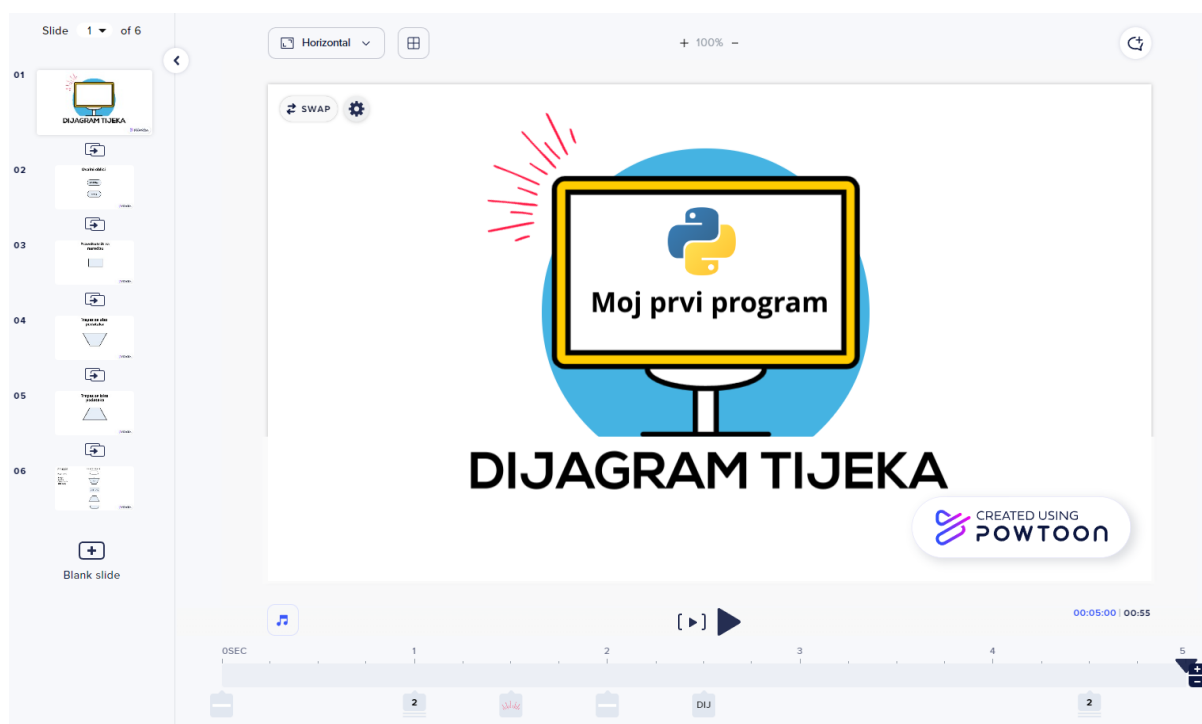 Slide 1 of 6
Horizontal
+ 100% −
01
DIJAGRAM TIJEKA
02
03
04
05
06
Blank slide
SWAP
Moj prvi program
DIJAGRAM TIJEKA
CREATED USING
POWTOON
00:05:00 | 00:55
0SEC 1 2 3 4 5
2 DIJ 2